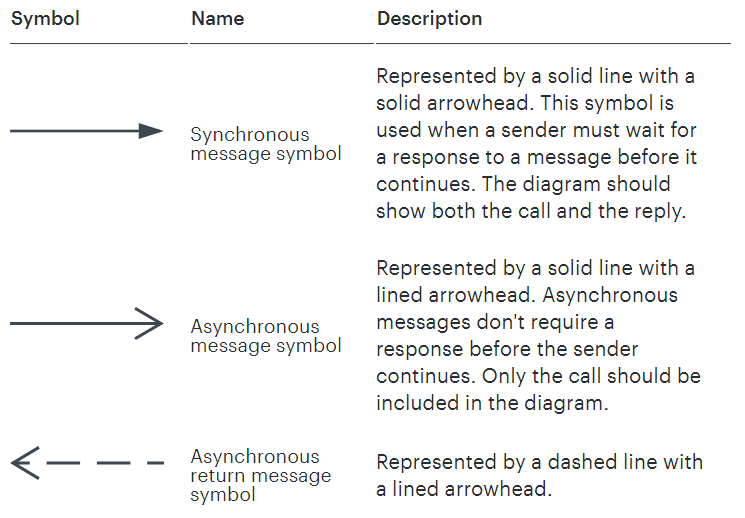 Symbol Name Description
Represented by a solid line with a
solid arrowhead. This symbol is
used when a sender must wait for
a response to a message before it
continues. The diagram should
show both the call and the reply.
Synchronous
message symbol
Represented by a solid line with a
lined arrowhead. Asynchronous
messages don't require a
response before the sender
continues. Only the call should be
included in the diagram.
Asynchronous
message symbol
Asynchronous
return message
symbol
Represented by a dashed line with
a lined arrowhead.